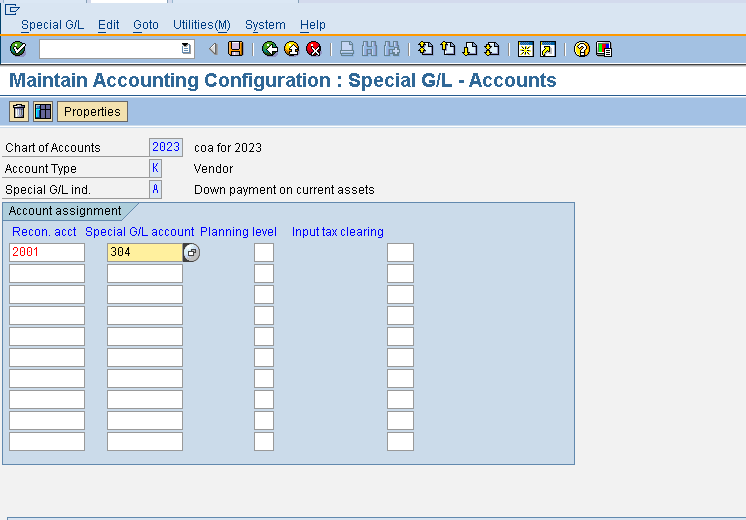 Special G/L Edit Goto Utilities(M) System Help
Maintain Accounting Configuration : Special G/L - Accounts
Properties
Chart of Accounts 2023 coa for 2023
Account Type K Vendor
Special G/L ind. A Down payment on current assets
Account assignment
Recon. acct Special G/L account Planning level Input tax clearing
2001 304